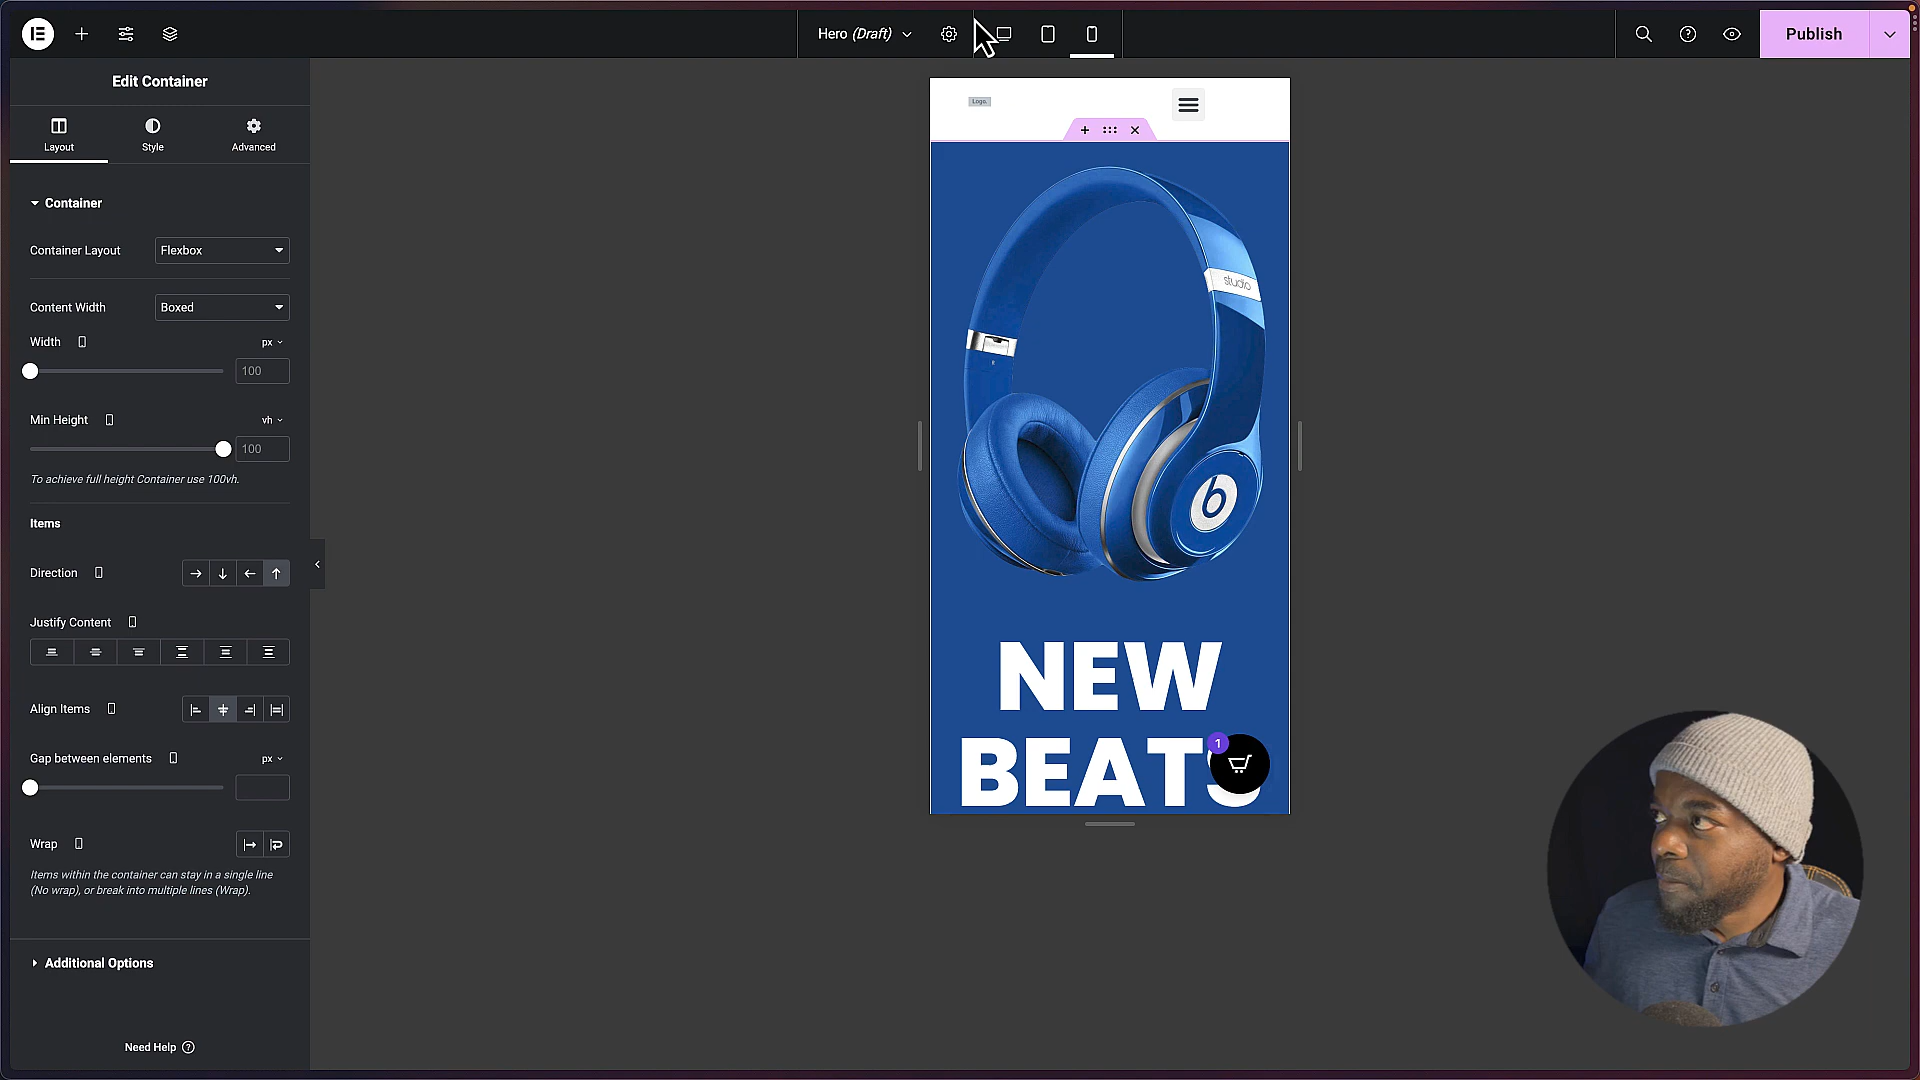 Hero (Draft)
Publish
Edit Container
Layout
Style
Advanced
Container
Container Layout
Flexbox
Content Width
Boxed
Width
px
100
Min Height
vh
100
To achieve full height Container use 100vh.
Items
Direction
Justify Content
Align Items
Gap between elements
px
Wrap
Items within the container can stay in a single line
(No wrap), or break into multiple lines (Wrap).
Additional Options
Need Help
Logo.
studio
b
NEW
BEATS
1